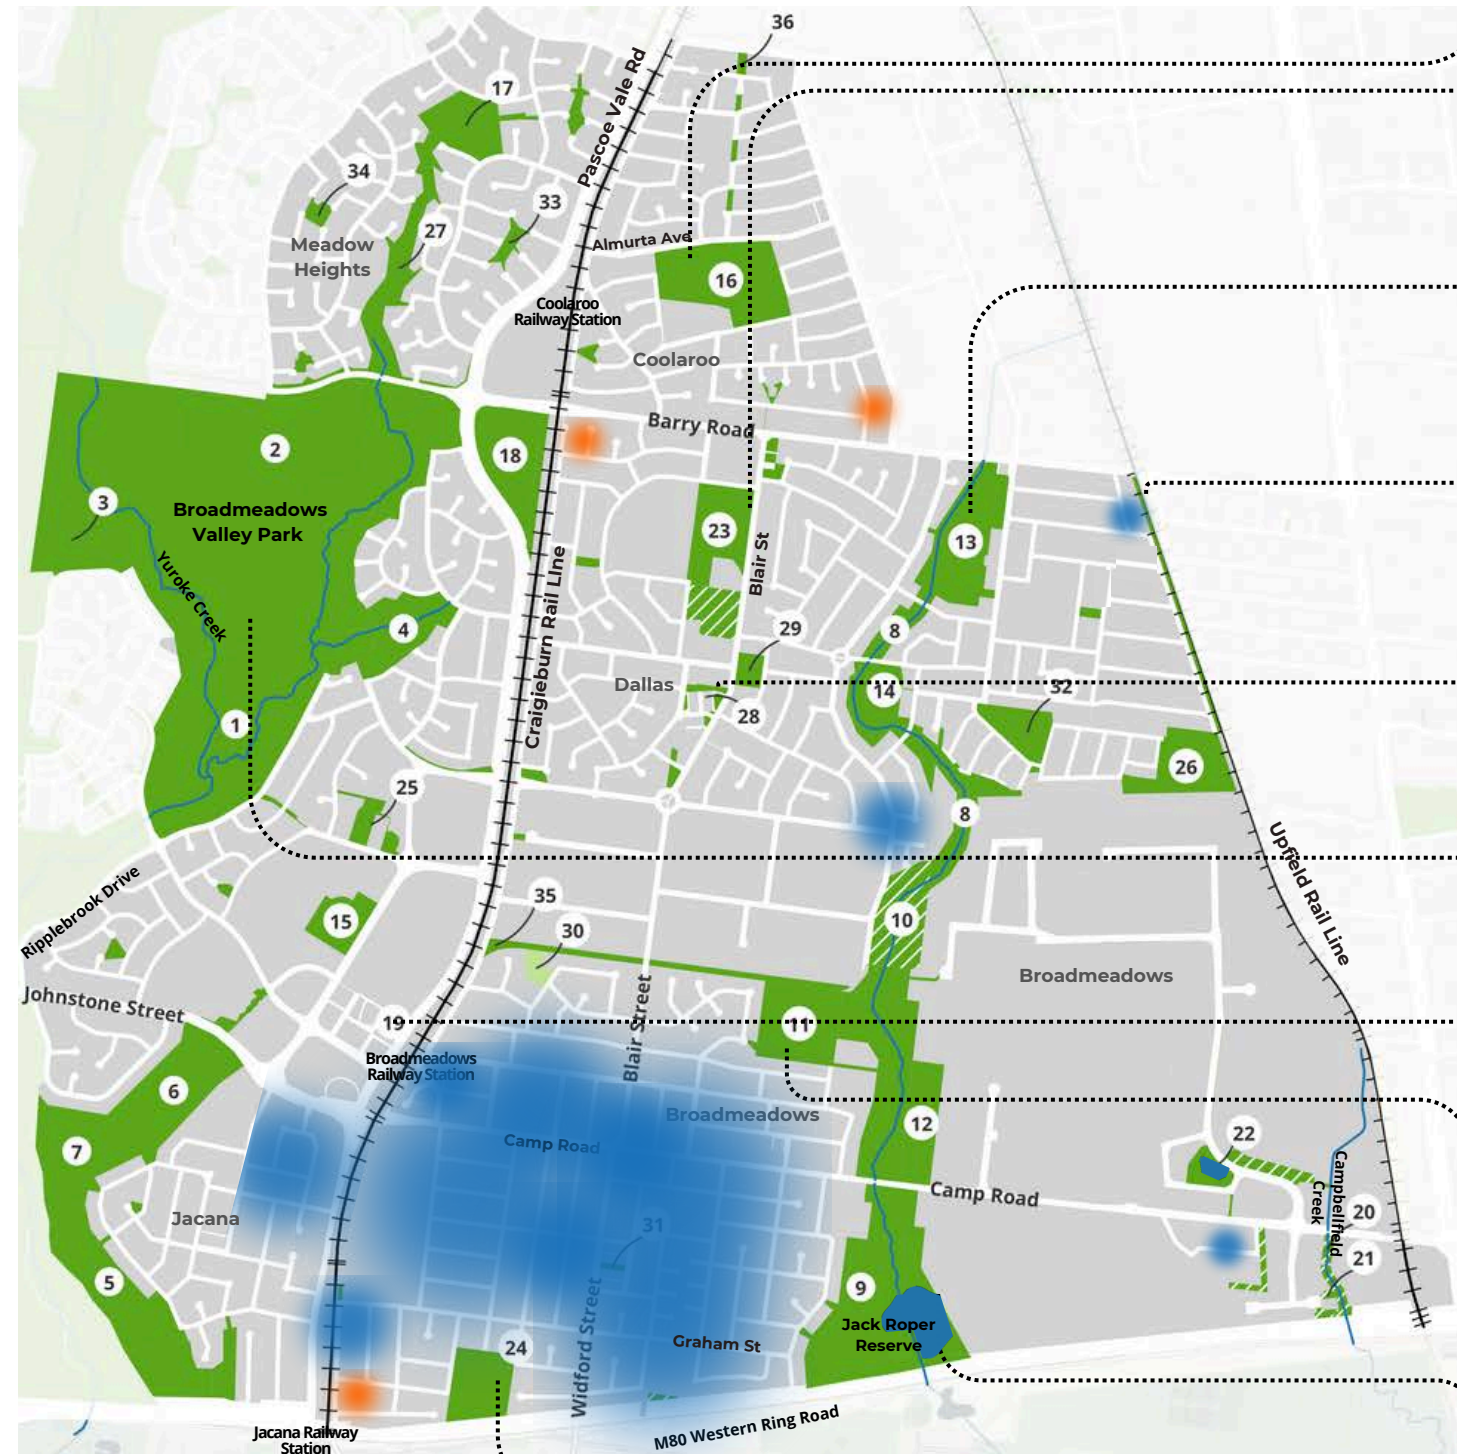 36
17
Pascoe Vale Rd
34
33
27
Meadow
Heights
Almurta Ave
16
Coolaroo
Railway Station
Coolaroo
Barry Road
2
18
3
Broadmeadows
Valley Park
23
13
Yuroke Creek
Craigieburn Rail LIne
Blair St
4
29
8
Dallas
14
32
28
1
26
25
8
Upfield Rail Line
Ripplebrook Drive
35
15
30
10
Broadmeadows
Johnstone Street
Blair Street
19
11
Broadmeadows
Railway Station
6
Broadmeadows
12
22
7
Camp Road
Camp Road
Campbellfield
Creek
Jacana
31
20
21
5
9
Widford Street
Jack Roper
Reserve
Graham St
24
M80 Western Ring Road
Jacana Railway
Station